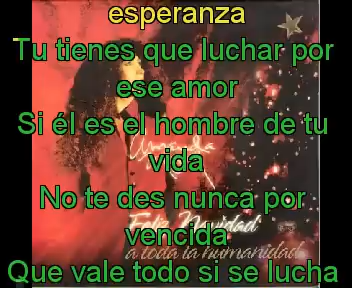 esperanza
Tu tienes que luchar por
ese amor
Si él es el hombre de tu
vida
No te des nunca por
Feliz Navidad
vencida
a toda la humanidad
Que vale todo si se lucha